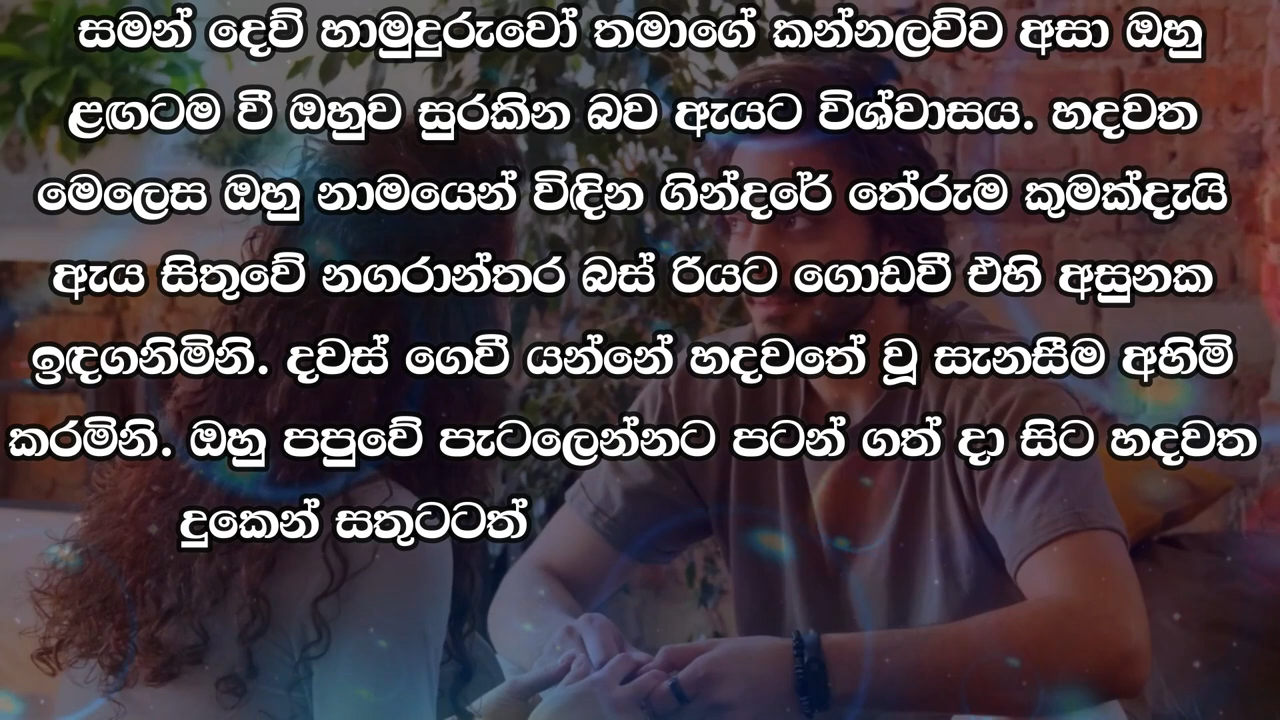 සමන් දෙවි හාමුදුරුවෝ තමාගේ කන්නලව්ව අසා ඔහු
ළඟටම වී ඔහුව සුරකින බව ඇයට විශ්වාසය. හදවත
මෙලෙස ඔහු නාමයෙන් විඳින ගින්දරේ තේරුම කුමක්දැයි
ඇය සිතුවේ නගරාන්තර බස් රියට ගොඩවී එහි අසුනක
ඉඳගනිමිනි. දවස් ගෙවී යන්නේ හදවතේ වූ සැනසීම අහිමි
කරමිනි. ඔහු පපුවේ පැටලෙන්නට පටන් ගත් දා සිට හදවත
දුකෙන් සතුටටත්